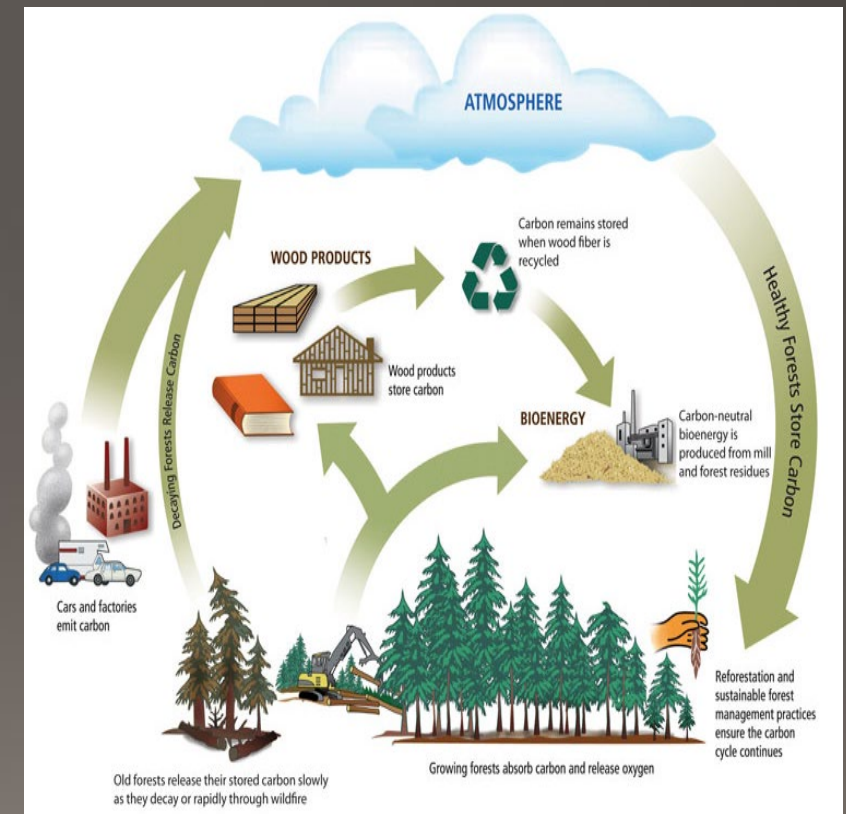 ATMOSPHERE
Carbon remains stored
when wood fiber is
recycled
WOOD PRODUCTS
Wood products
store carbon
BIOENERGY
Carbon-neutral
bioenergy is
produced from mill
and forest residues
Healthy Forests Store Carbon
Decaying Forests Release Carbon
Cars and factories
emit carbon
Reforestation and
sustainable forest
management practices
ensure the carbon
cycle continues
Growing forests absorb carbon and release oxygen
Old forests release their stored carbon slowly
as they decay or rapidly through wildfire